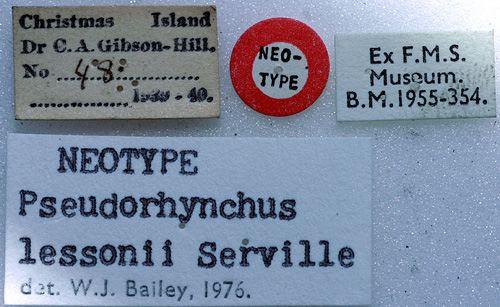 Christmas Island
Dr C.A. Gibson-Hill.
No 48.
1939 - 40.
NEO-
TYPE
Ex F.M.S.
Museum.
B.M.1955-354.
NEOTYPE
Pseudorhynchus
lessonii Serville
det. W.J. Bailey, 1976.